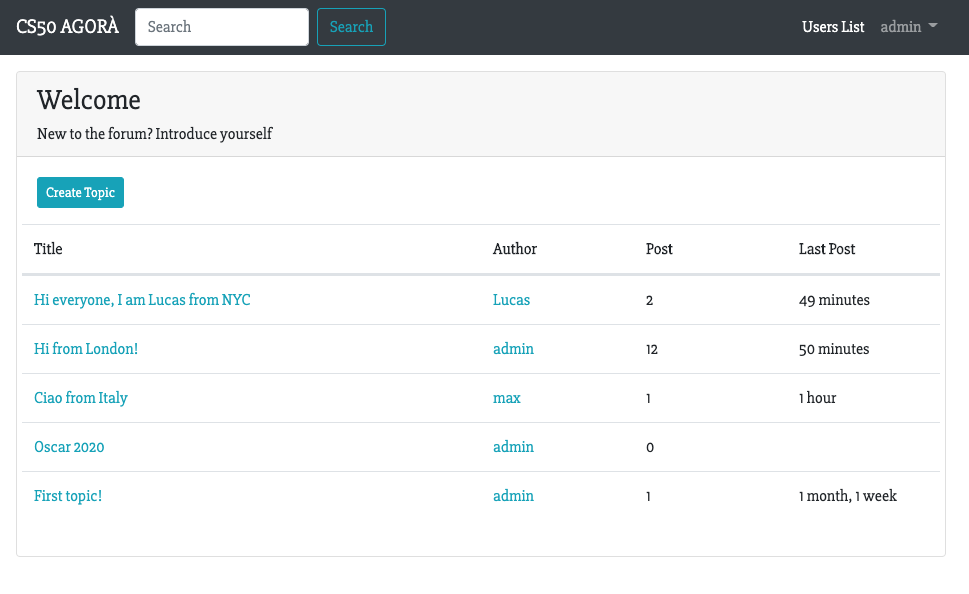 CS50 AGORÀ Search Search Users List admin
Welcome
New to the forum? Introduce yourself
Create Topic
Title Author Post Last Post
Hi everyone, I am Lucas from NYC Lucas 2 49 minutes
Hi from London! admin 12 50 minutes
Ciao from Italy max 1 1 hour
Oscar 2020 admin 0
First topic! admin 1 1 month, 1 week